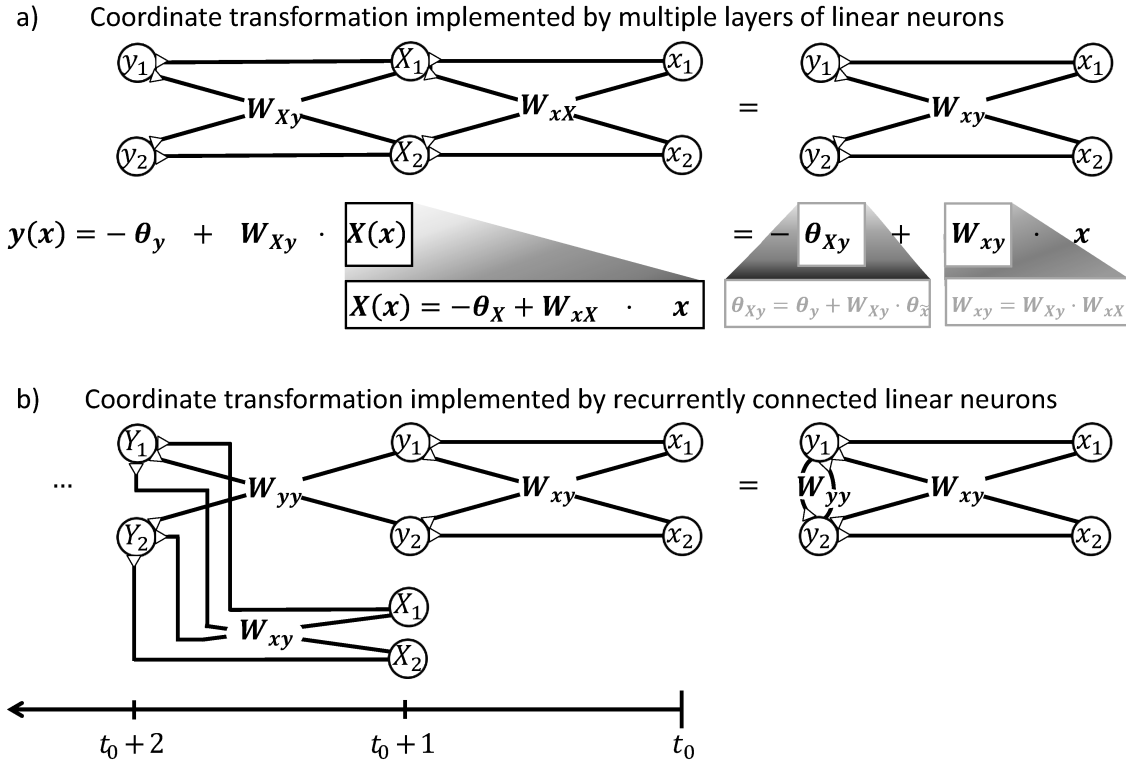 a) Coordinate transformation implemented by multiple layers of linear neurons
y₁ X₁ x₁ y₁ x₁
W_Xy W_xX = W_xy
y₂ X₂ x₂ y₂ x₂
y(x) = − θ_y + W_Xy · X(x) = − θ_Xy + W_xy · x
X(x) = −θ_X + W_xX · x θ_Xy = θ_y + W_Xy · θ_x̃ W_xy = W_Xy · W_xX
b) Coordinate transformation implemented by recurrently connected linear neurons
Y₁ y₁ x₁ y₁ x₁
... W_yy W_xy = W_yy W_xy
Y₂ y₂ x₂ y₂ x₂
X₁
W_xy
X₂
t₀ + 2 t₀ + 1 t₀